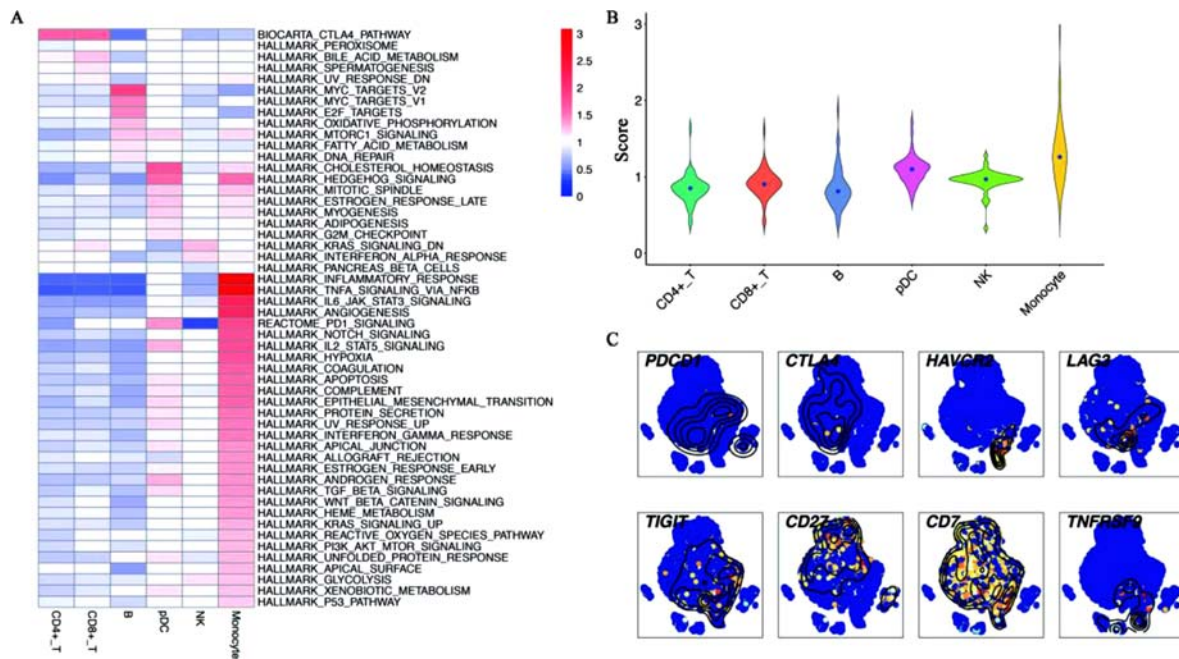 A
BIOCARTA_CTLA4_PATHWAY
HALLMARK_PEROXISOME
HALLMARK_BILE_ACID_METABOLISM
HALLMARK_SPERMATOGENESIS
HALLMARK_UV_RESPONSE_DN
HALLMARK_MYC_TARGETS_V2
HALLMARK_MYC_TARGETS_V1
HALLMARK_E2F_TARGETS
HALLMARK_OXIDATIVE_PHOSPHORYLATION
HALLMARK_MTORC1_SIGNALING
HALLMARK_FATTY_ACID_METABOLISM
HALLMARK_DNA_REPAIR
HALLMARK_CHOLESTEROL_HOMEOSTASIS
HALLMARK_HEDGEHOG_SIGNALING
HALLMARK_MITOTIC_SPINDLE
HALLMARK_ESTROGEN_RESPONSE_LATE
HALLMARK_MYOGENESIS
HALLMARK_ADIPOGENESIS
HALLMARK_G2M_CHECKPOINT
HALLMARK_KRAS_SIGNALING_DN
HALLMARK_INTERFERON_ALPHA_RESPONSE
HALLMARK_PANCREAS_BETA_CELLS
HALLMARK_INFLAMMATORY_RESPONSE
HALLMARK_TNFA_SIGNALING_VIA_NFKB
HALLMARK_IL6_JAK_STAT3_SIGNALING
HALLMARK_ANGIOGENESIS
REACTOME_PD1_SIGNALING
HALLMARK_NOTCH_SIGNALING
HALLMARK_IL2_STAT5_SIGNALING
HALLMARK_HYPOXIA
HALLMARK_COAGULATION
HALLMARK_APOPTOSIS
HALLMARK_COMPLEMENT
HALLMARK_EPITHELIAL_MESENCHYMAL_TRANSITION
HALLMARK_PROTEIN_SECRETION
HALLMARK_UV_RESPONSE_UP
HALLMARK_INTERFERON_GAMMA_RESPONSE
HALLMARK_APICAL_JUNCTION
HALLMARK_ALLOGRAFT_REJECTION
HALLMARK_ESTROGEN_RESPONSE_EARLY
HALLMARK_ANDROGEN_RESPONSE
HALLMARK_TGF_BETA_SIGNALING
HALLMARK_WNT_BETA_CATENIN_SIGNALING
HALLMARK_HEME_METABOLISM
HALLMARK_KRAS_SIGNALING_UP
HALLMARK_REACTIVE_OXYGEN_SPECIES_PATHWAY
HALLMARK_PI3K_AKT_MTOR_SIGNALING
HALLMARK_UNFOLDED_PROTEIN_RESPONSE
HALLMARK_APICAL_SURFACE
HALLMARK_GLYCOLYSIS
HALLMARK_XENOBIOTIC_METABOLISM
HALLMARK_P53_PATHWAY
CD4+_T
CD8+_T
B
pDC
NK
Monocyte
3
2.5
2
1.5
1
0.5
0
B
Score
3
2
1
0
CD4+_T
CD8+_T
B
pDC
NK
Monocyte
C
PDCD1
CTLA4
HAVCR2
LAG3
TIGIT
CD27
CD7
TNFRSF9